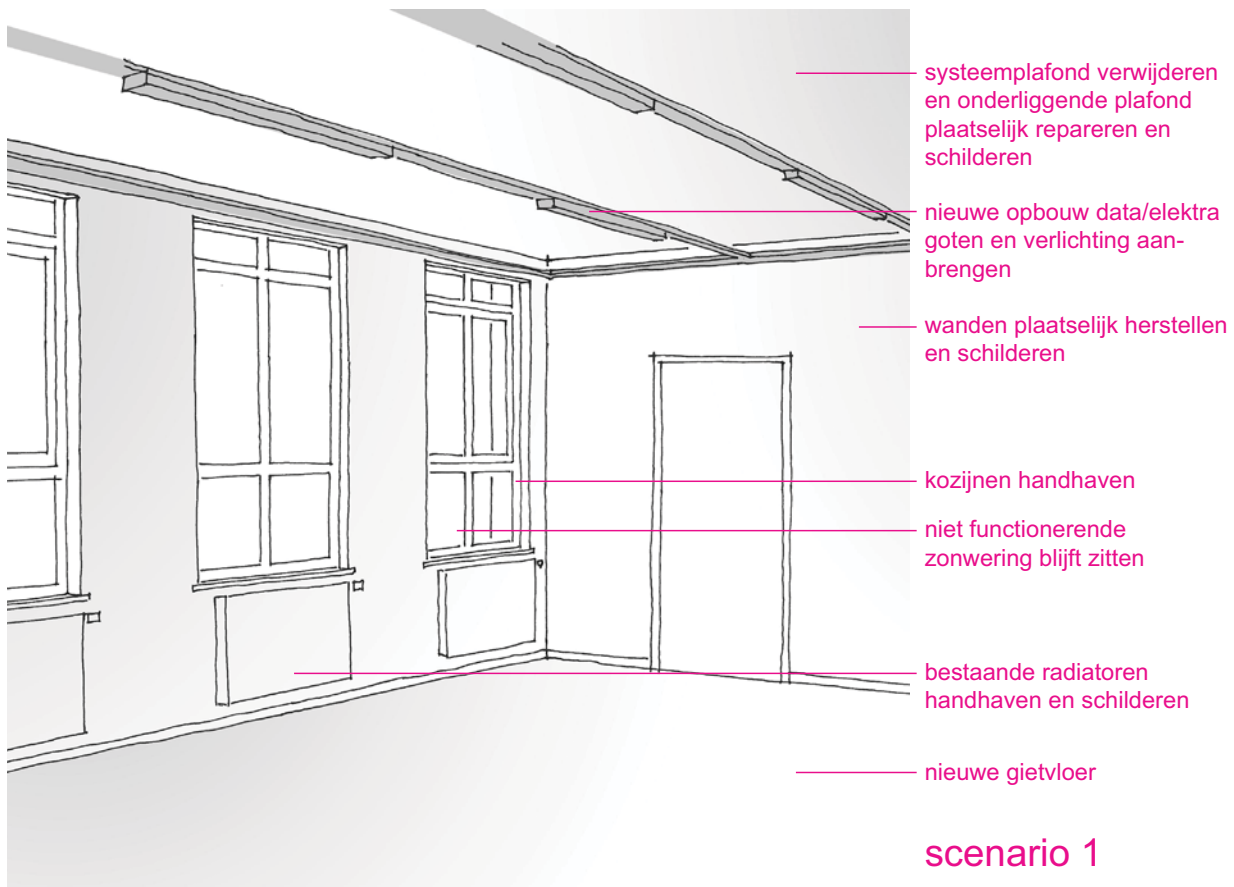 systeemplafond verwijderen
en onderliggende plafond
plaatselijk repareren en
schilderen
nieuwe opbouw data/elektra
goten en verlichting aan-
brengen
wanden plaatselijk herstellen
en schilderen
kozijnen handhaven
niet functionerende
zonwering blijft zitten
bestaande radiatoren
handhaven en schilderen
nieuwe gietvloer
scenario 1